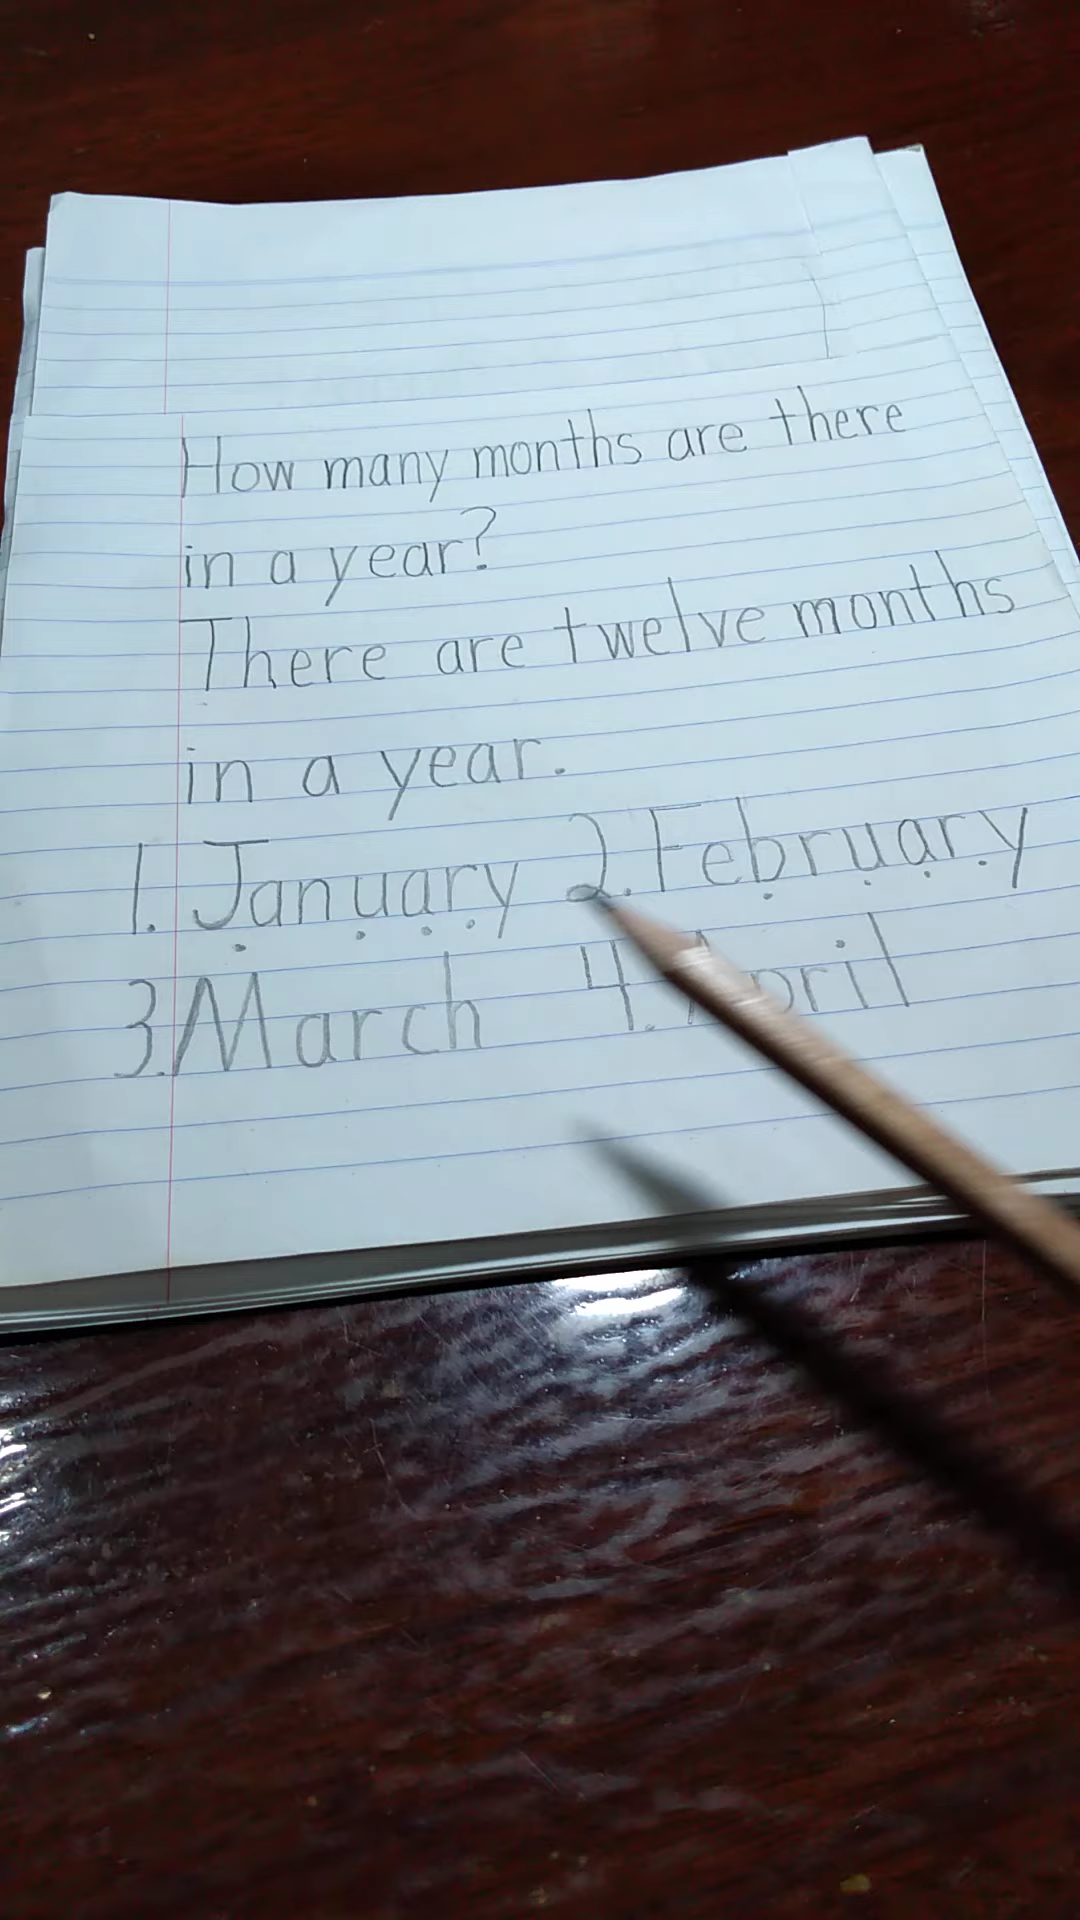 How many months are there
in a year?
There are twelve months
in a year.
1. January 2. February
3. March 4. April